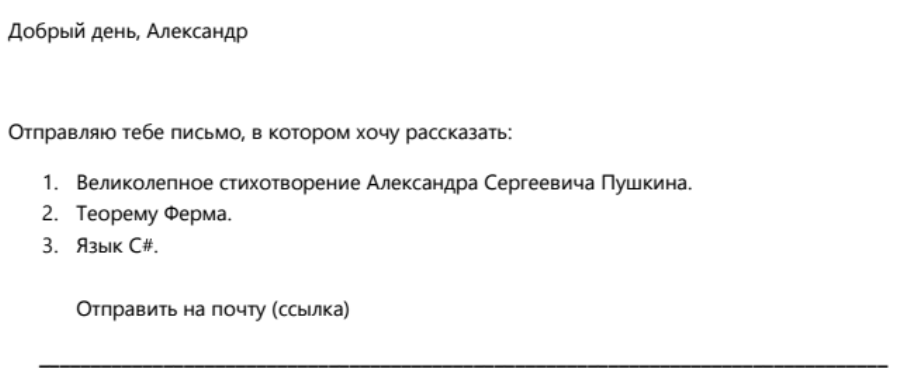 Добрый день, Александр
Отправляю тебе письмо, в котором хочу рассказать:
1. Великолепное стихотворение Александра Сергеевича Пушкина.
2. Теорему Ферма.
3. Язык C#.
Отправить на почту (ссылка)